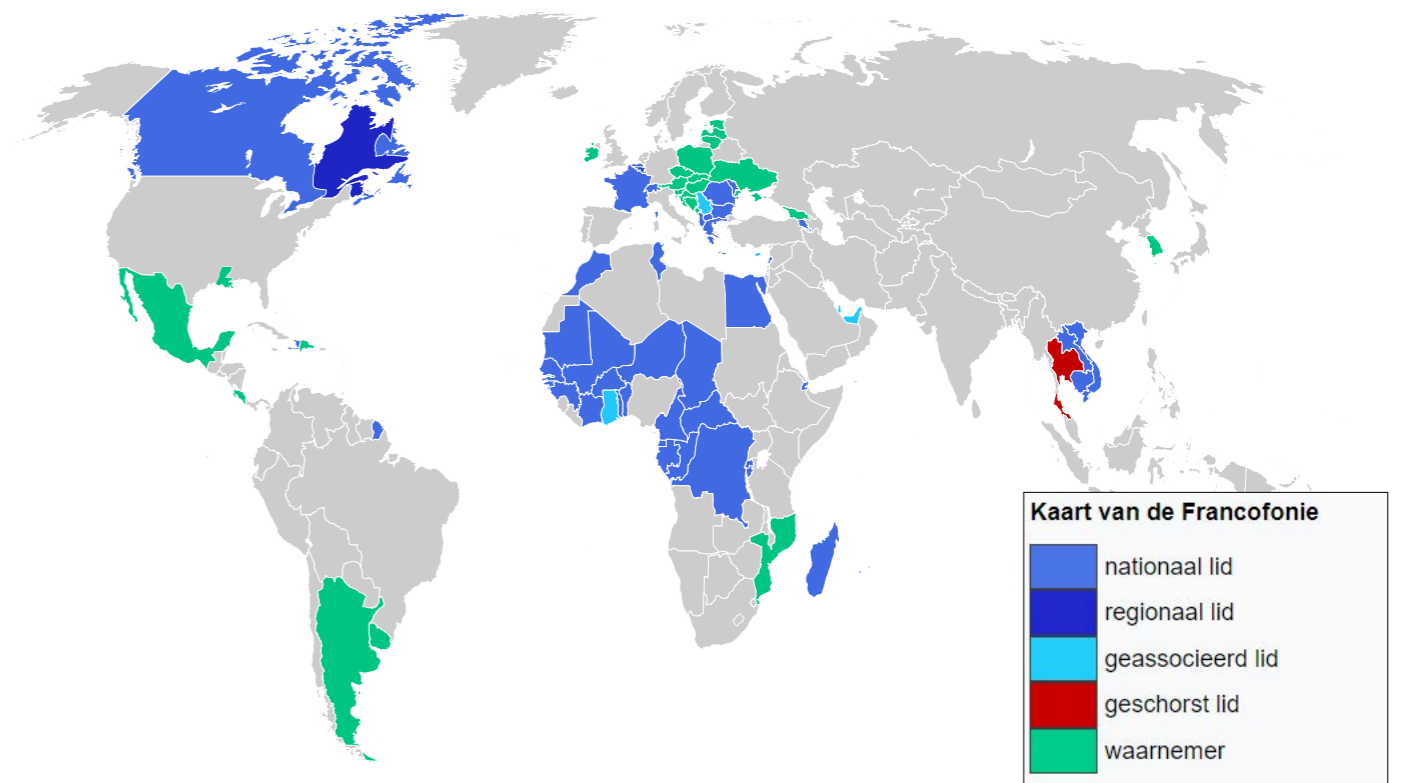 Kaart van de Francofonie
nationaal lid
regionaal lid
geassocieerd lid
geschorst lid
waarnemer